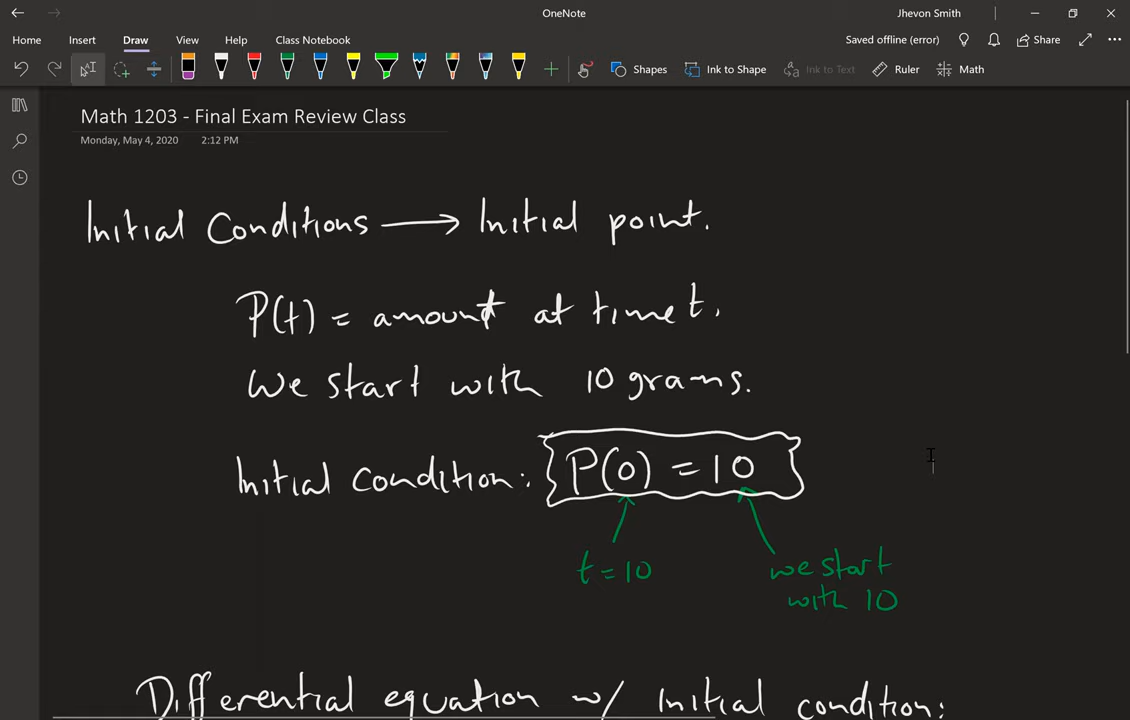 OneNote
Jhevon Smith
Home Insert Draw View Help Class Notebook
Saved offline (error)
Share
Shapes
Ink to Shape
Ink to Text
Ruler
Math
Math 1203 - Final Exam Review Class
Monday, May 4, 2020 2:12 PM
Initial Conditions → Initial point.
P(t) = amount at time t.
We start with 10 grams.
Initial condition: P(0) = 10
t = 10
we start
with 10
Differential equation w/ Initial condition: